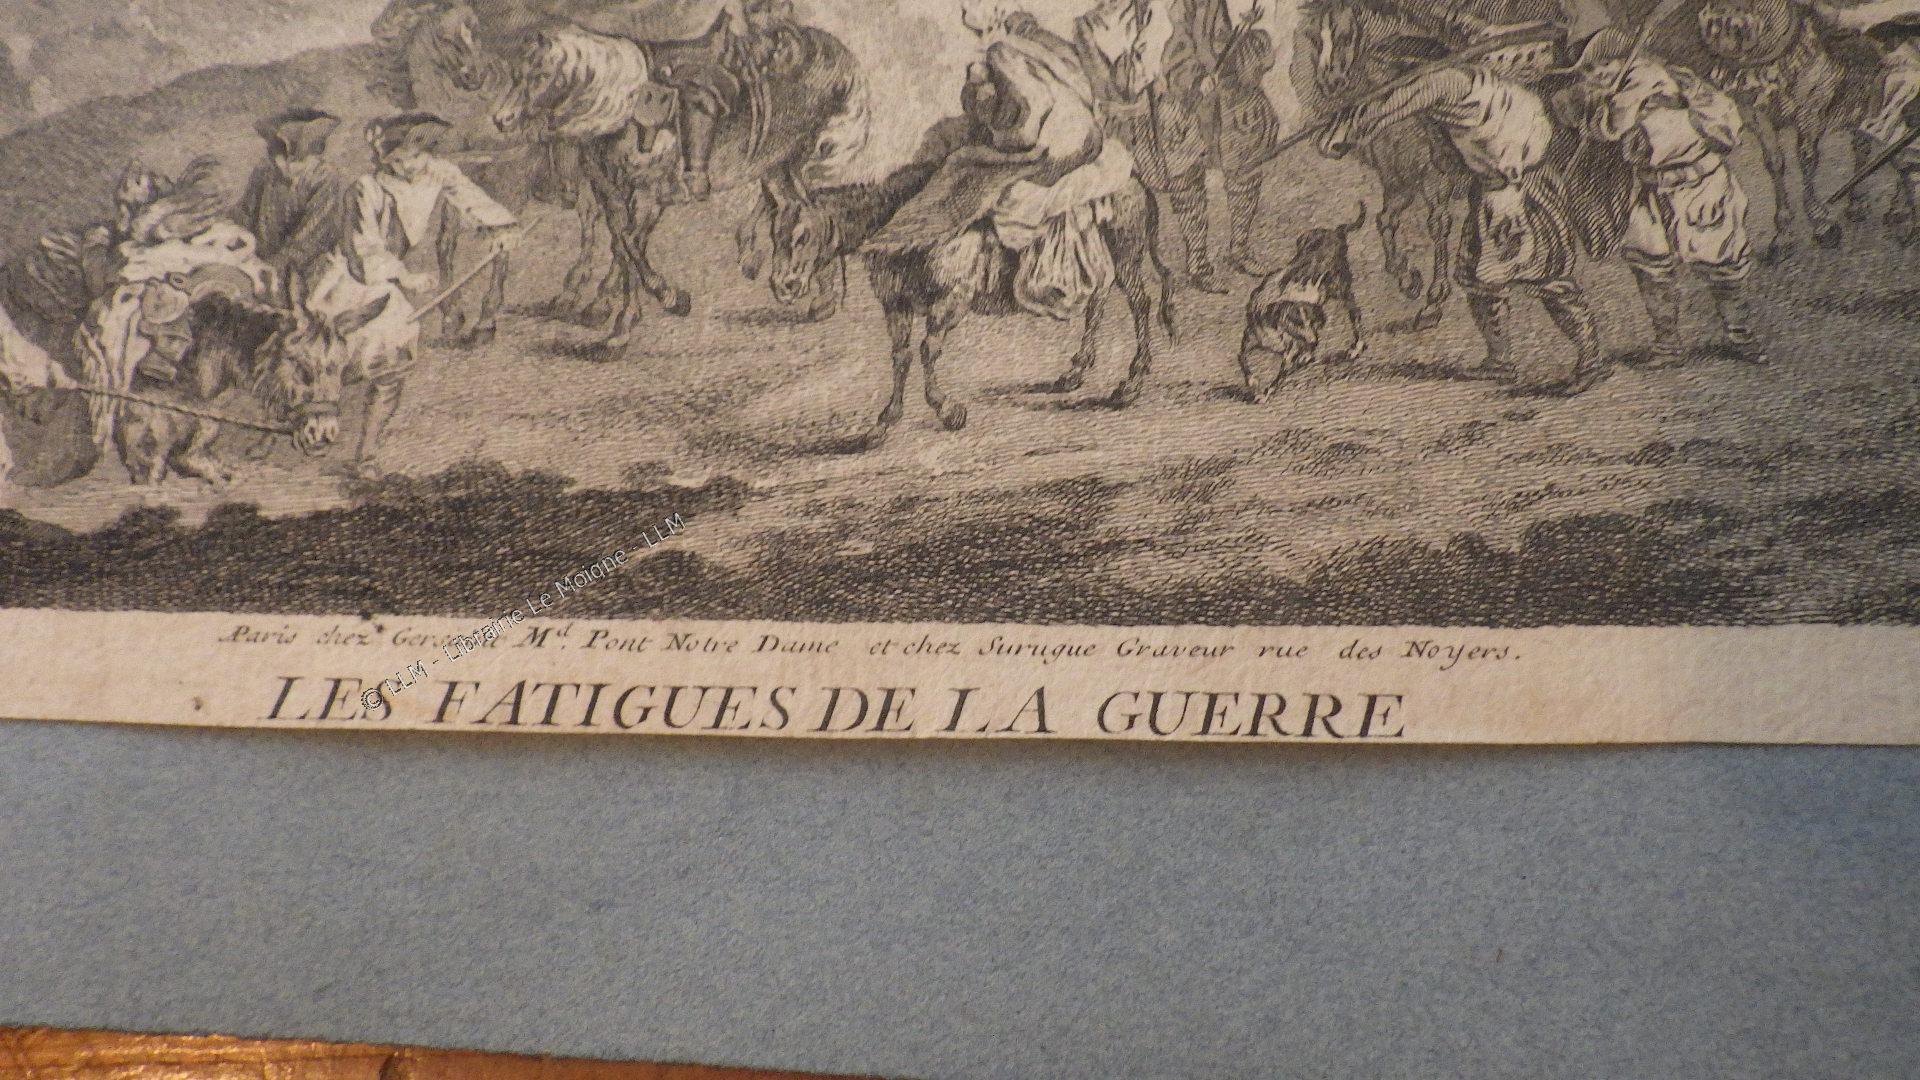 Paris chez Gersaint Md. Pont Notre Dame et chez Surugue Graveur rue des Noyers.
LES FATIGUES DE LA GUERRE
© LLM - Librairie Le Moigne - LLM